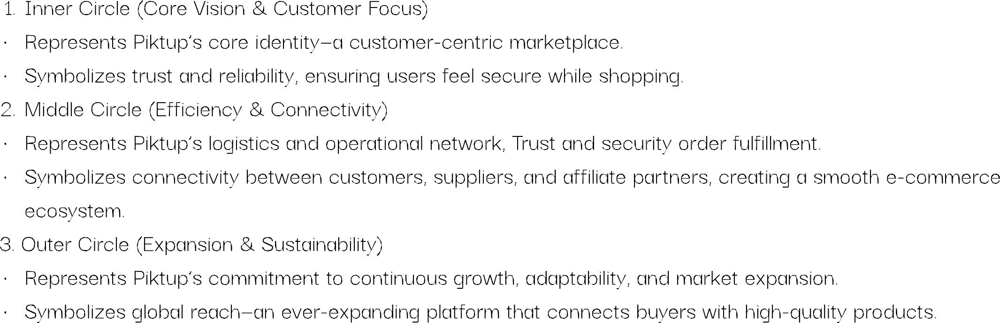 1. Inner Circle (Core Vision & Customer Focus)
· Represents Piktup’s core identity—a customer-centric marketplace.
· Symbolizes trust and reliability, ensuring users feel secure while shopping.
2. Middle Circle (Efficiency & Connectivity)
· Represents Piktup’s logistics and operational network, Trust and security order fulfillment.
· Symbolizes connectivity between customers, suppliers, and affiliate partners, creating a smooth e-commerce
ecosystem.
3. Outer Circle (Expansion & Sustainability)
· Represents Piktup’s commitment to continuous growth, adaptability, and market expansion.
· Symbolizes global reach—an ever-expanding platform that connects buyers with high-quality products.